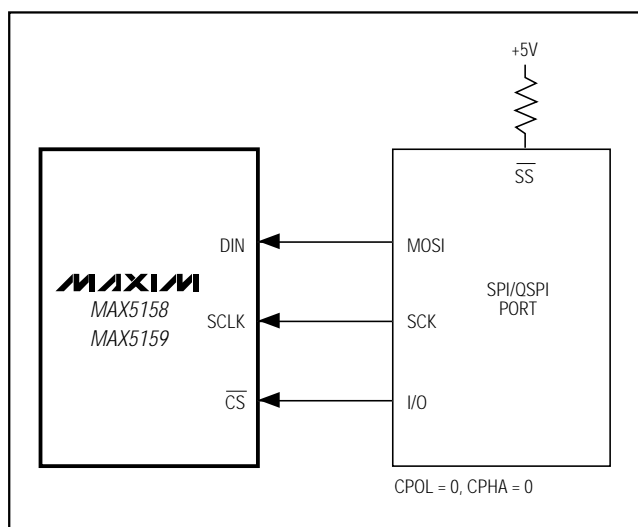 +5V
SS
DIN
MOSI
MAXIM
MAX5158
MAX5159
SPI/QSPI
PORT
SCLK
SCK
CS
I/O
CPOL = 0, CPHA = 0